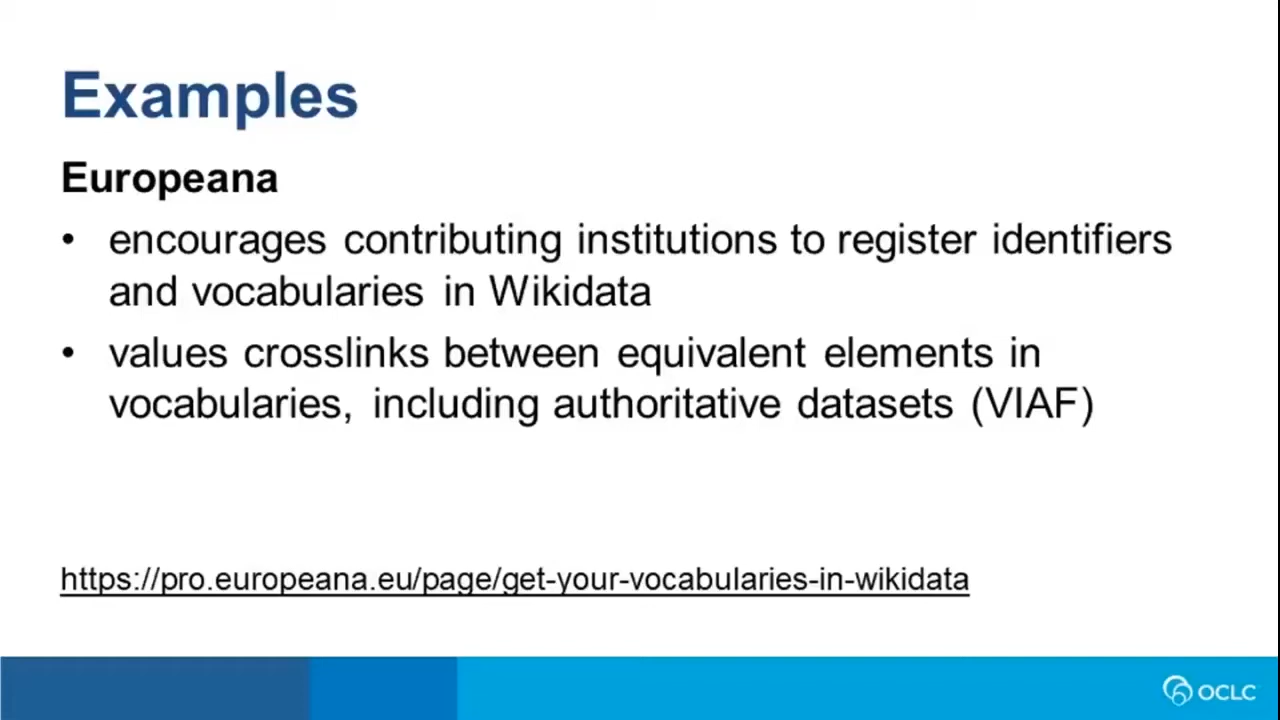 Examples
Europeana
• encourages contributing institutions to register identifiers
and vocabularies in Wikidata
• values crosslinks between equivalent elements in
vocabularies, including authoritative datasets (VIAF)
https://pro.europeana.eu/page/get-your-vocabularies-in-wikidata
OCLC